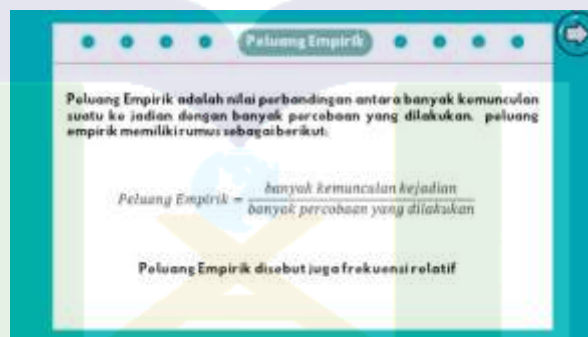 Peluang Empirik
Peluang Empirik adalah nilai perbandingan antara banyak kemunculan
suatu ke jadian dengan banyak percobaan yang dilakukan. peluang
empirik memiliki rumus sebagai berikut:
Peluang Empirik = banyak kemunculan kejadian / banyak percobaan yang dilakukan
Peluang Empirik disebut juga frekuensi relatif